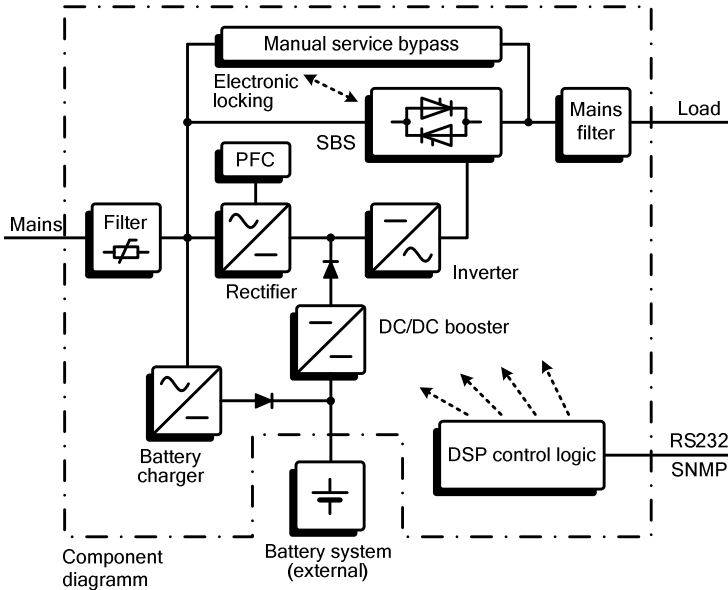 Manual service bypass
Electronic
locking
SBS
Mains
filter
Load
PFC
Mains
Filter
Rectifier
Inverter
DC/DC booster
Battery
charger
DSP control logic
RS232
SNMP
Battery system
(external)
Component
diagramm